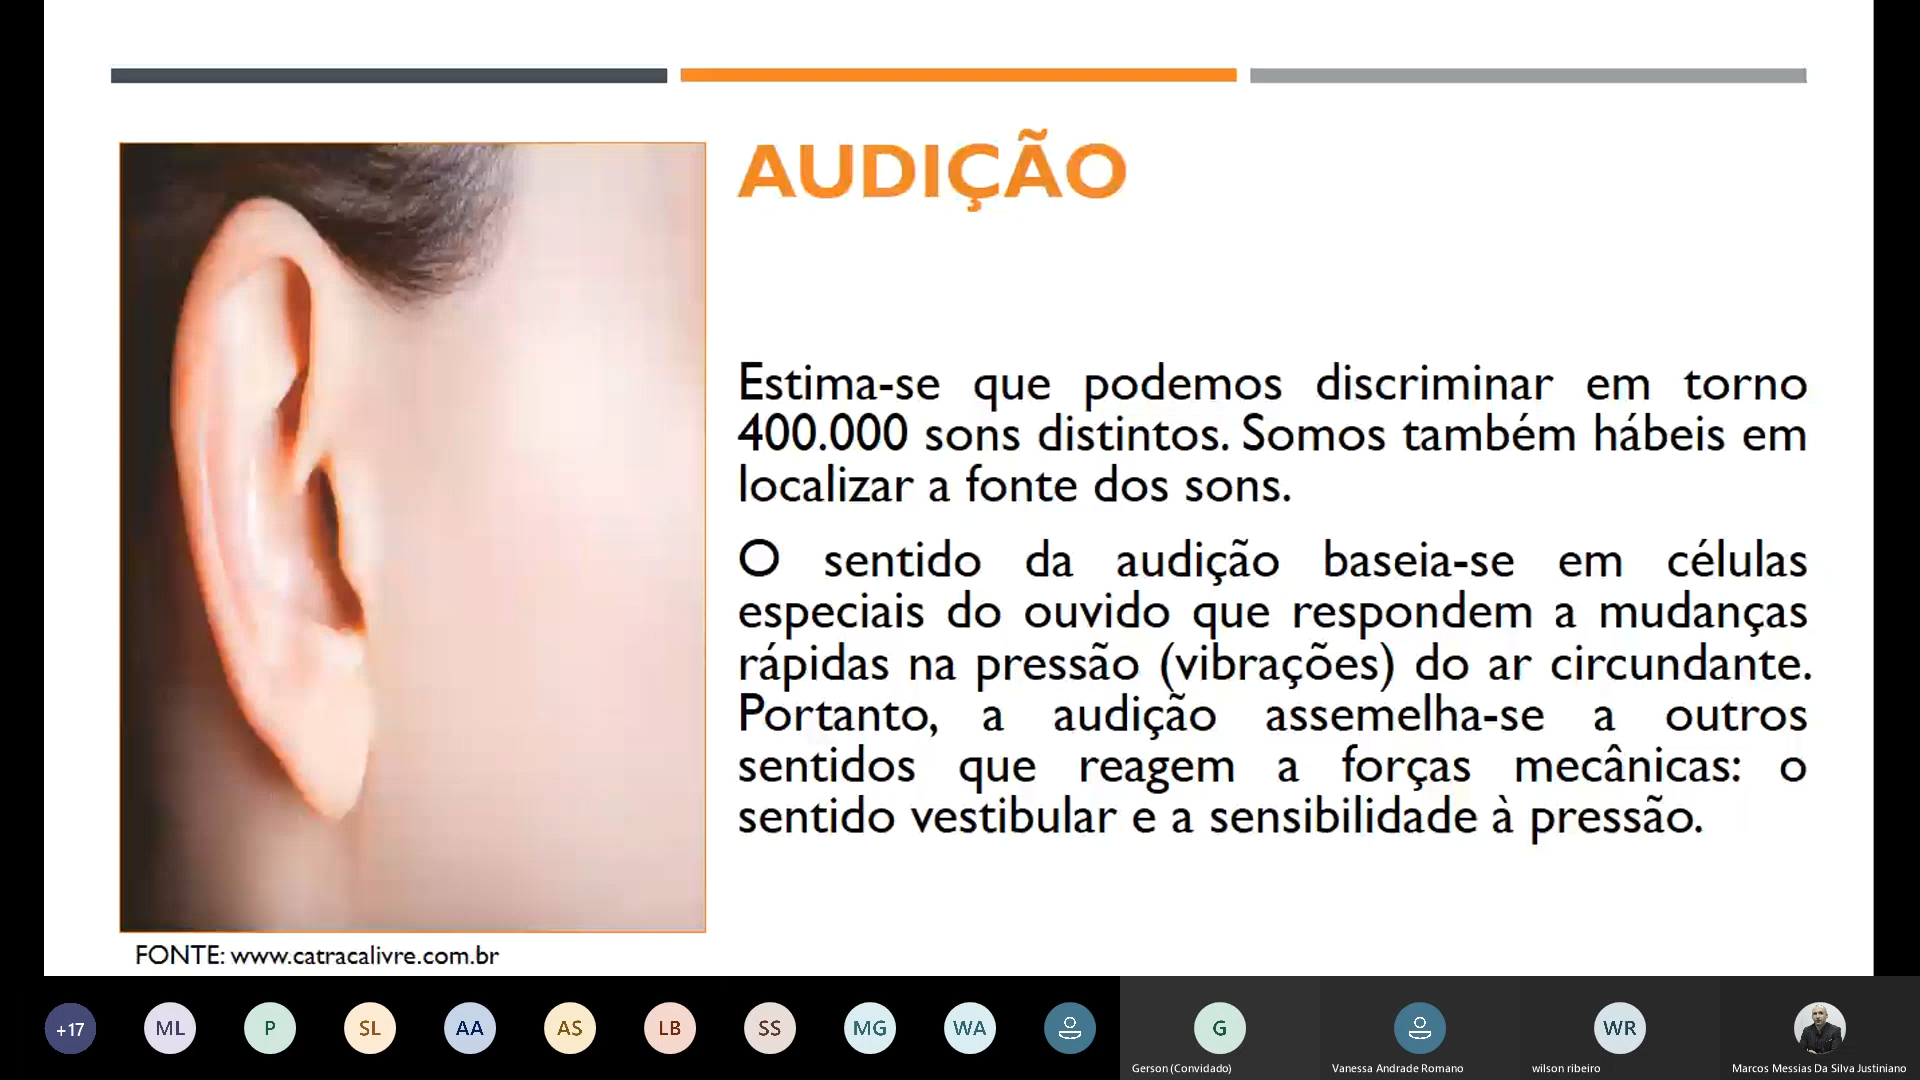 AUDIÇÃO
Estima-se que podemos discriminar em torno
400.000 sons distintos. Somos também hábeis em
localizar a fonte dos sons.
O sentido da audição baseia-se em células
especiais do ouvido que respondem a mudanças
rápidas na pressão (vibrações) do ar circundante.
Portanto, a audição assemelha-se a outros
sentidos que reagem a forças mecânicas: o
sentido vestibular e a sensibilidade à pressão.
FONTE: www.catracalivre.com.br
+17 ML P SL AA AS LB SS MG WA G WR
Gerson (Convidado) Vanessa Andrade Romano wilson ribeiro Marcos Messias Da Silva Justiniano